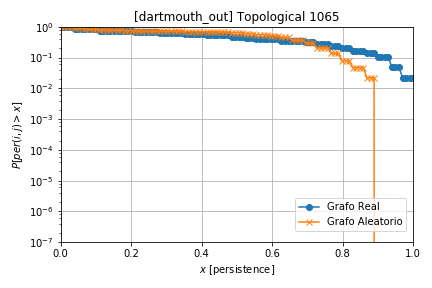 [dartmouth_out] Topological 1065
P[per(i,j) > x]
10^0
10^-1
10^-2
10^-3
10^-4
10^-5
10^-6
10^-7
Grafo Real
Grafo Aleatorio
0.0 0.2 0.4 0.6 0.8 1.0
x [persistence]